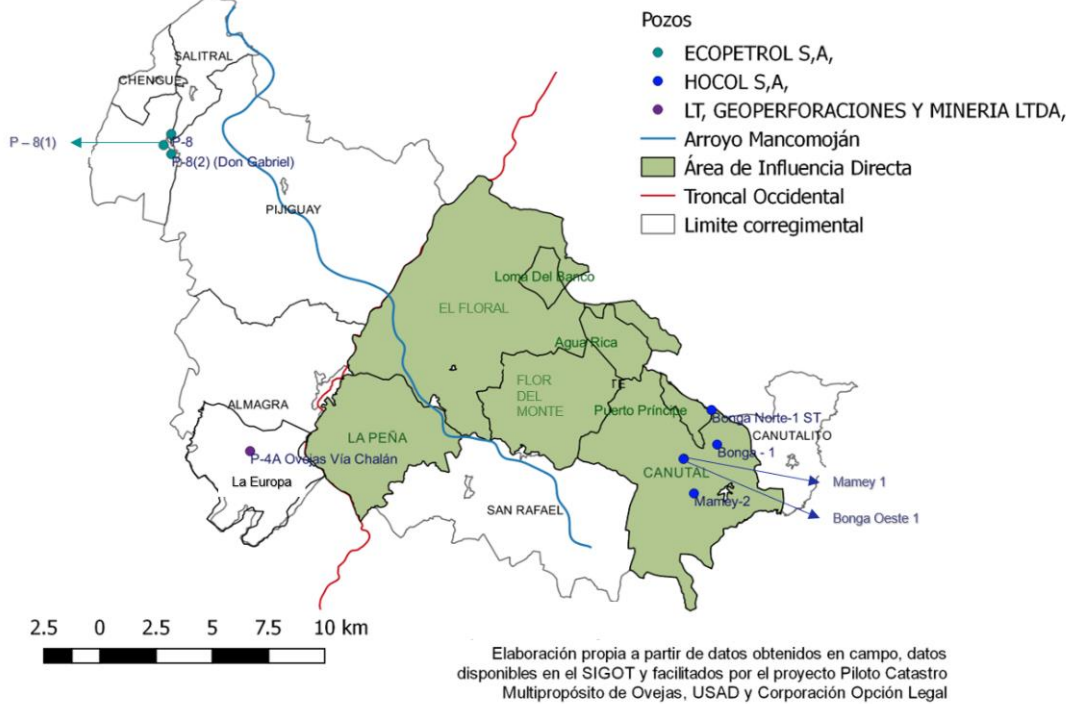 Pozos
ECOPETROL S,A,
HOCOL S,A,
LT, GEOPERFORACIONES Y MINERIA LTDA,
Arroyo Mancomoján
Área de Influencia Directa
Troncal Occidental
Limite corregimental
SALITRAL
CHENGUE
P – 8(1)
P-8
P-8(2) (Don Gabriel)
PIJIGUAY
Loma Del Banco
EL FLORAL
Agua Rica
FLOR
DEL
MONTE
Puerto Príncipe
ALMAGRA
Bonga Norte-1 ST
CANUTALITO
LA PEÑA
Bonga - 1
P-4A Ovejas Vía Chalán
CANUTAL
La Europa
Mamey 1
Mamey-2
SAN RAFAEL
Bonga Oeste 1
2.5 0 2.5 5 7.5 10 km
Elaboración propia a partir de datos obtenidos en campo, datos
disponibles en el SIGOT y facilitados por el proyecto Piloto Catastro
Multipropósito de Ovejas, USAD y Corporación Opción Legal